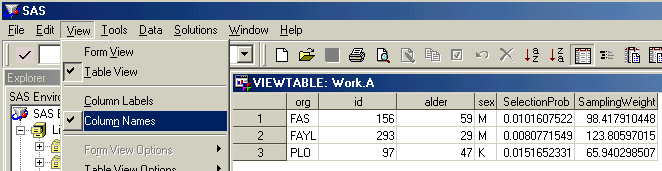 SAS
File Edit View Tools Data Solutions Window Help
Form View
Table View
Column Labels
Column Names
Form View Options
Table View Options
Explorer
SAS Enviro
VIEWTABLE: Work.A
org id alder sex SelectionProb SamplingWeight
1 FAS 156 59 M 0.0101607522 98.417910448
2 FAYL 293 29 M 0.0080771549 123.80597015
3 PLO 97 47 K 0.0151652331 65.940298507